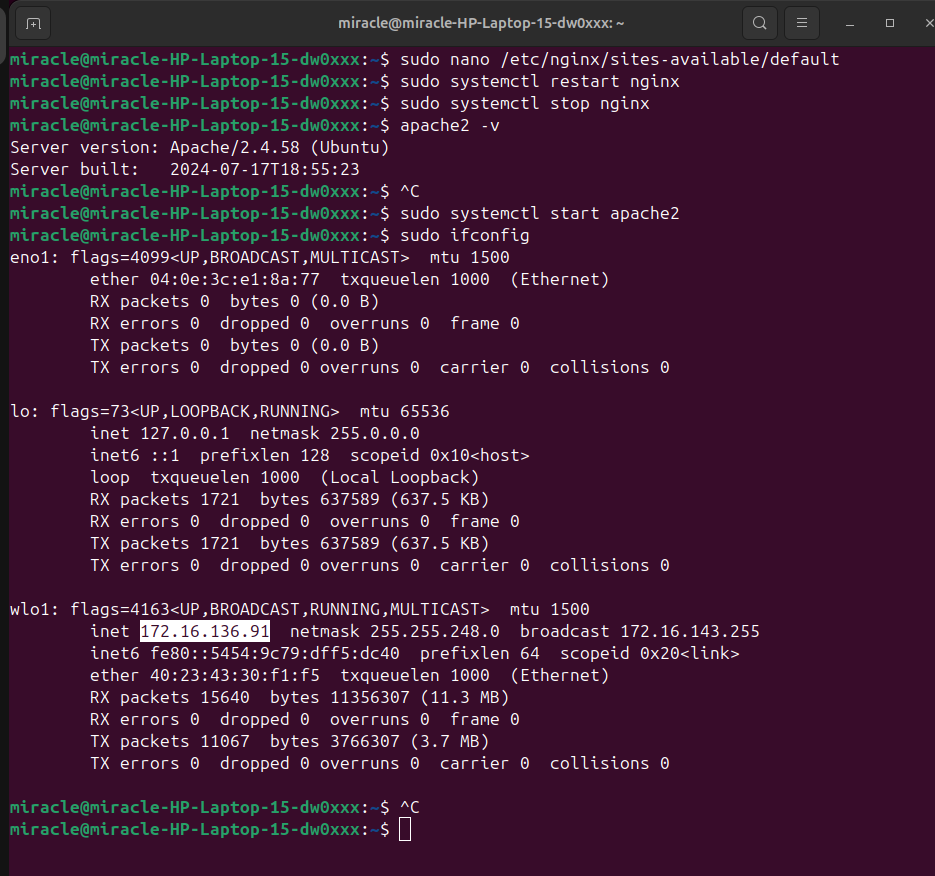 miracle@miracle-HP-Laptop-15-dw0xxx: ~
miracle@miracle-HP-Laptop-15-dw0xxx:~$ sudo nano /etc/nginx/sites-available/default
miracle@miracle-HP-Laptop-15-dw0xxx:~$ sudo systemctl restart nginx
miracle@miracle-HP-Laptop-15-dw0xxx:~$ sudo systemctl stop nginx
miracle@miracle-HP-Laptop-15-dw0xxx:~$ apache2 -v
Server version: Apache/2.4.58 (Ubuntu)
Server built:   2024-07-17T18:55:23
miracle@miracle-HP-Laptop-15-dw0xxx:~$ ^C
miracle@miracle-HP-Laptop-15-dw0xxx:~$ sudo systemctl start apache2
miracle@miracle-HP-Laptop-15-dw0xxx:~$ sudo ifconfig
eno1: flags=4099<UP,BROADCAST,MULTICAST>  mtu 1500
        ether 04:0e:3c:e1:8a:77  txqueuelen 1000  (Ethernet)
        RX packets 0  bytes 0 (0.0 B)
        RX errors 0  dropped 0  overruns 0  frame 0
        TX packets 0  bytes 0 (0.0 B)
        TX errors 0  dropped 0 overruns 0  carrier 0  collisions 0

lo: flags=73<UP,LOOPBACK,RUNNING>  mtu 65536
        inet 127.0.0.1  netmask 255.0.0.0
        inet6 ::1  prefixlen 128  scopeid 0x10<host>
        loop  txqueuelen 1000  (Local Loopback)
        RX packets 1721  bytes 637589 (637.5 KB)
        RX errors 0  dropped 0  overruns 0  frame 0
        TX packets 1721  bytes 637589 (637.5 KB)
        TX errors 0  dropped 0 overruns 0  carrier 0  collisions 0

wlo1: flags=4163<UP,BROADCAST,RUNNING,MULTICAST>  mtu 1500
        inet 172.16.136.91  netmask 255.255.248.0  broadcast 172.16.143.255
        inet6 fe80::5454:9c79:dff5:dc40  prefixlen 64  scopeid 0x20<link>
        ether 40:23:43:30:f1:f5  txqueuelen 1000  (Ethernet)
        RX packets 15640  bytes 11356307 (11.3 MB)
        RX errors 0  dropped 0  overruns 0  frame 0
        TX packets 11067  bytes 3766307 (3.7 MB)
        TX errors 0  dropped 0 overruns 0  carrier 0  collisions 0

miracle@miracle-HP-Laptop-15-dw0xxx:~$ ^C
miracle@miracle-HP-Laptop-15-dw0xxx:~$